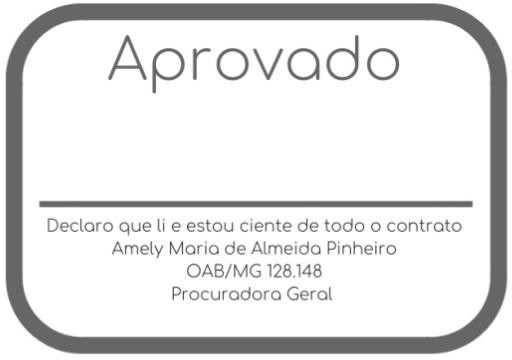 Aprovado
Declaro que li e estou ciente de todo o contrato
Amely Maria de Almeida Pinheiro
OAB/MG 128.148
Procuradora Geral